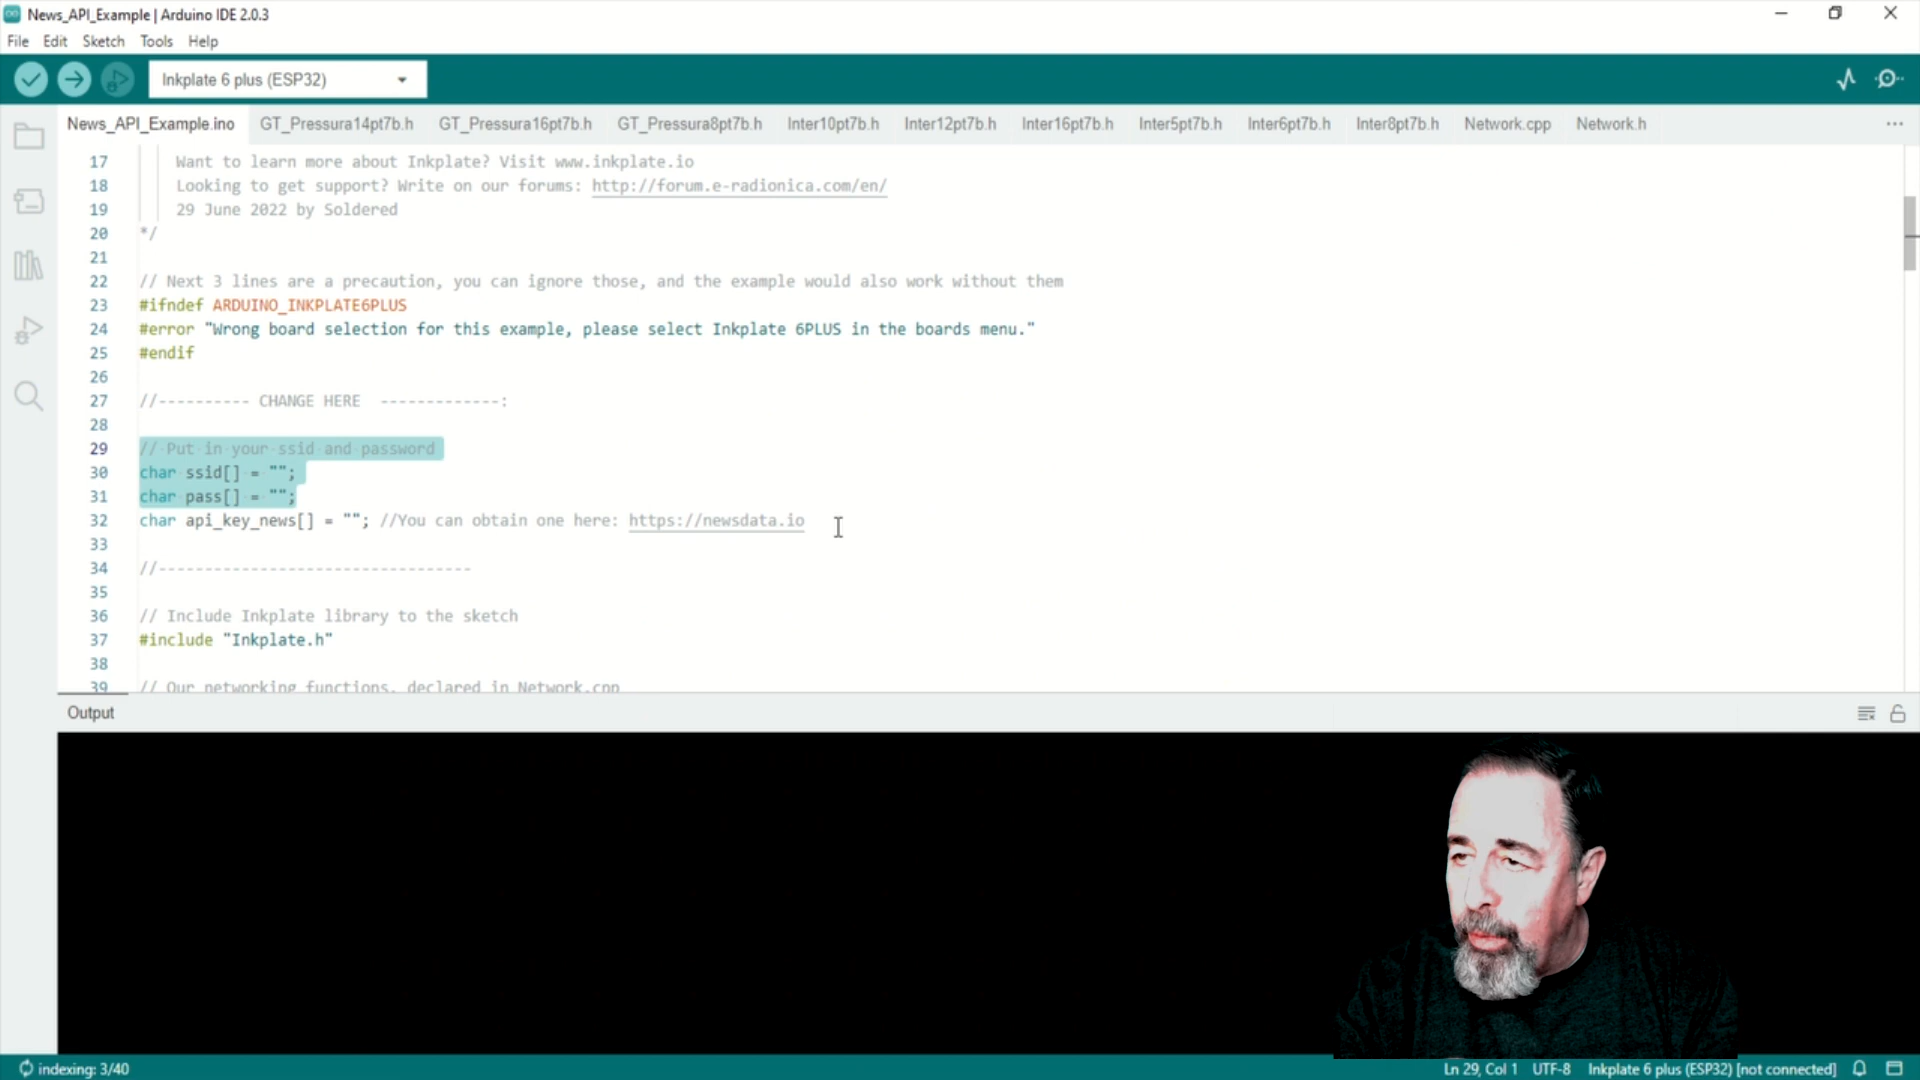 News_API_Example | Arduino IDE 2.0.3
File Edit Sketch Tools Help
Inkplate 6 plus (ESP32)
News_API_Example.ino GT_Pressura14pt7b.h GT_Pressura16pt7b.h GT_Pressura8pt7b.h Inter10pt7b.h Inter12pt7b.h Inter16pt7b.h Inter5pt7b.h Inter6pt7b.h Inter8pt7b.h Network.cpp Network.h ...
17 Want to learn more about Inkplate? Visit www.inkplate.io
18 Looking to get support? Write on our forums: http://forum.e-radionica.com/en/
19 29 June 2022 by Soldered
20 */
21
22 // Next 3 lines are a precaution, you can ignore those, and the example would also work without them
23 #ifndef ARDUINO_INKPLATE6PLUS
24 #error "Wrong board selection for this example, please select Inkplate 6PLUS in the boards menu."
25 #endif
26
27 //---------- CHANGE HERE -------------:
28
29 // Put in your ssid and password
30 char ssid[] = "";
31 char pass[] = "";
32 char api_key_news[] = ""; //You can obtain one here: https://newsdata.io
33
34 //----------------------------------
35
36 // Include Inkplate library to the sketch
37 #include "Inkplate.h"
38
39 // Our networking functions, declared in Network.cpp
Output
indexing: 3/40 Ln 29, Col 1 UTF-8 Inkplate 6 plus (ESP32) [not connected]